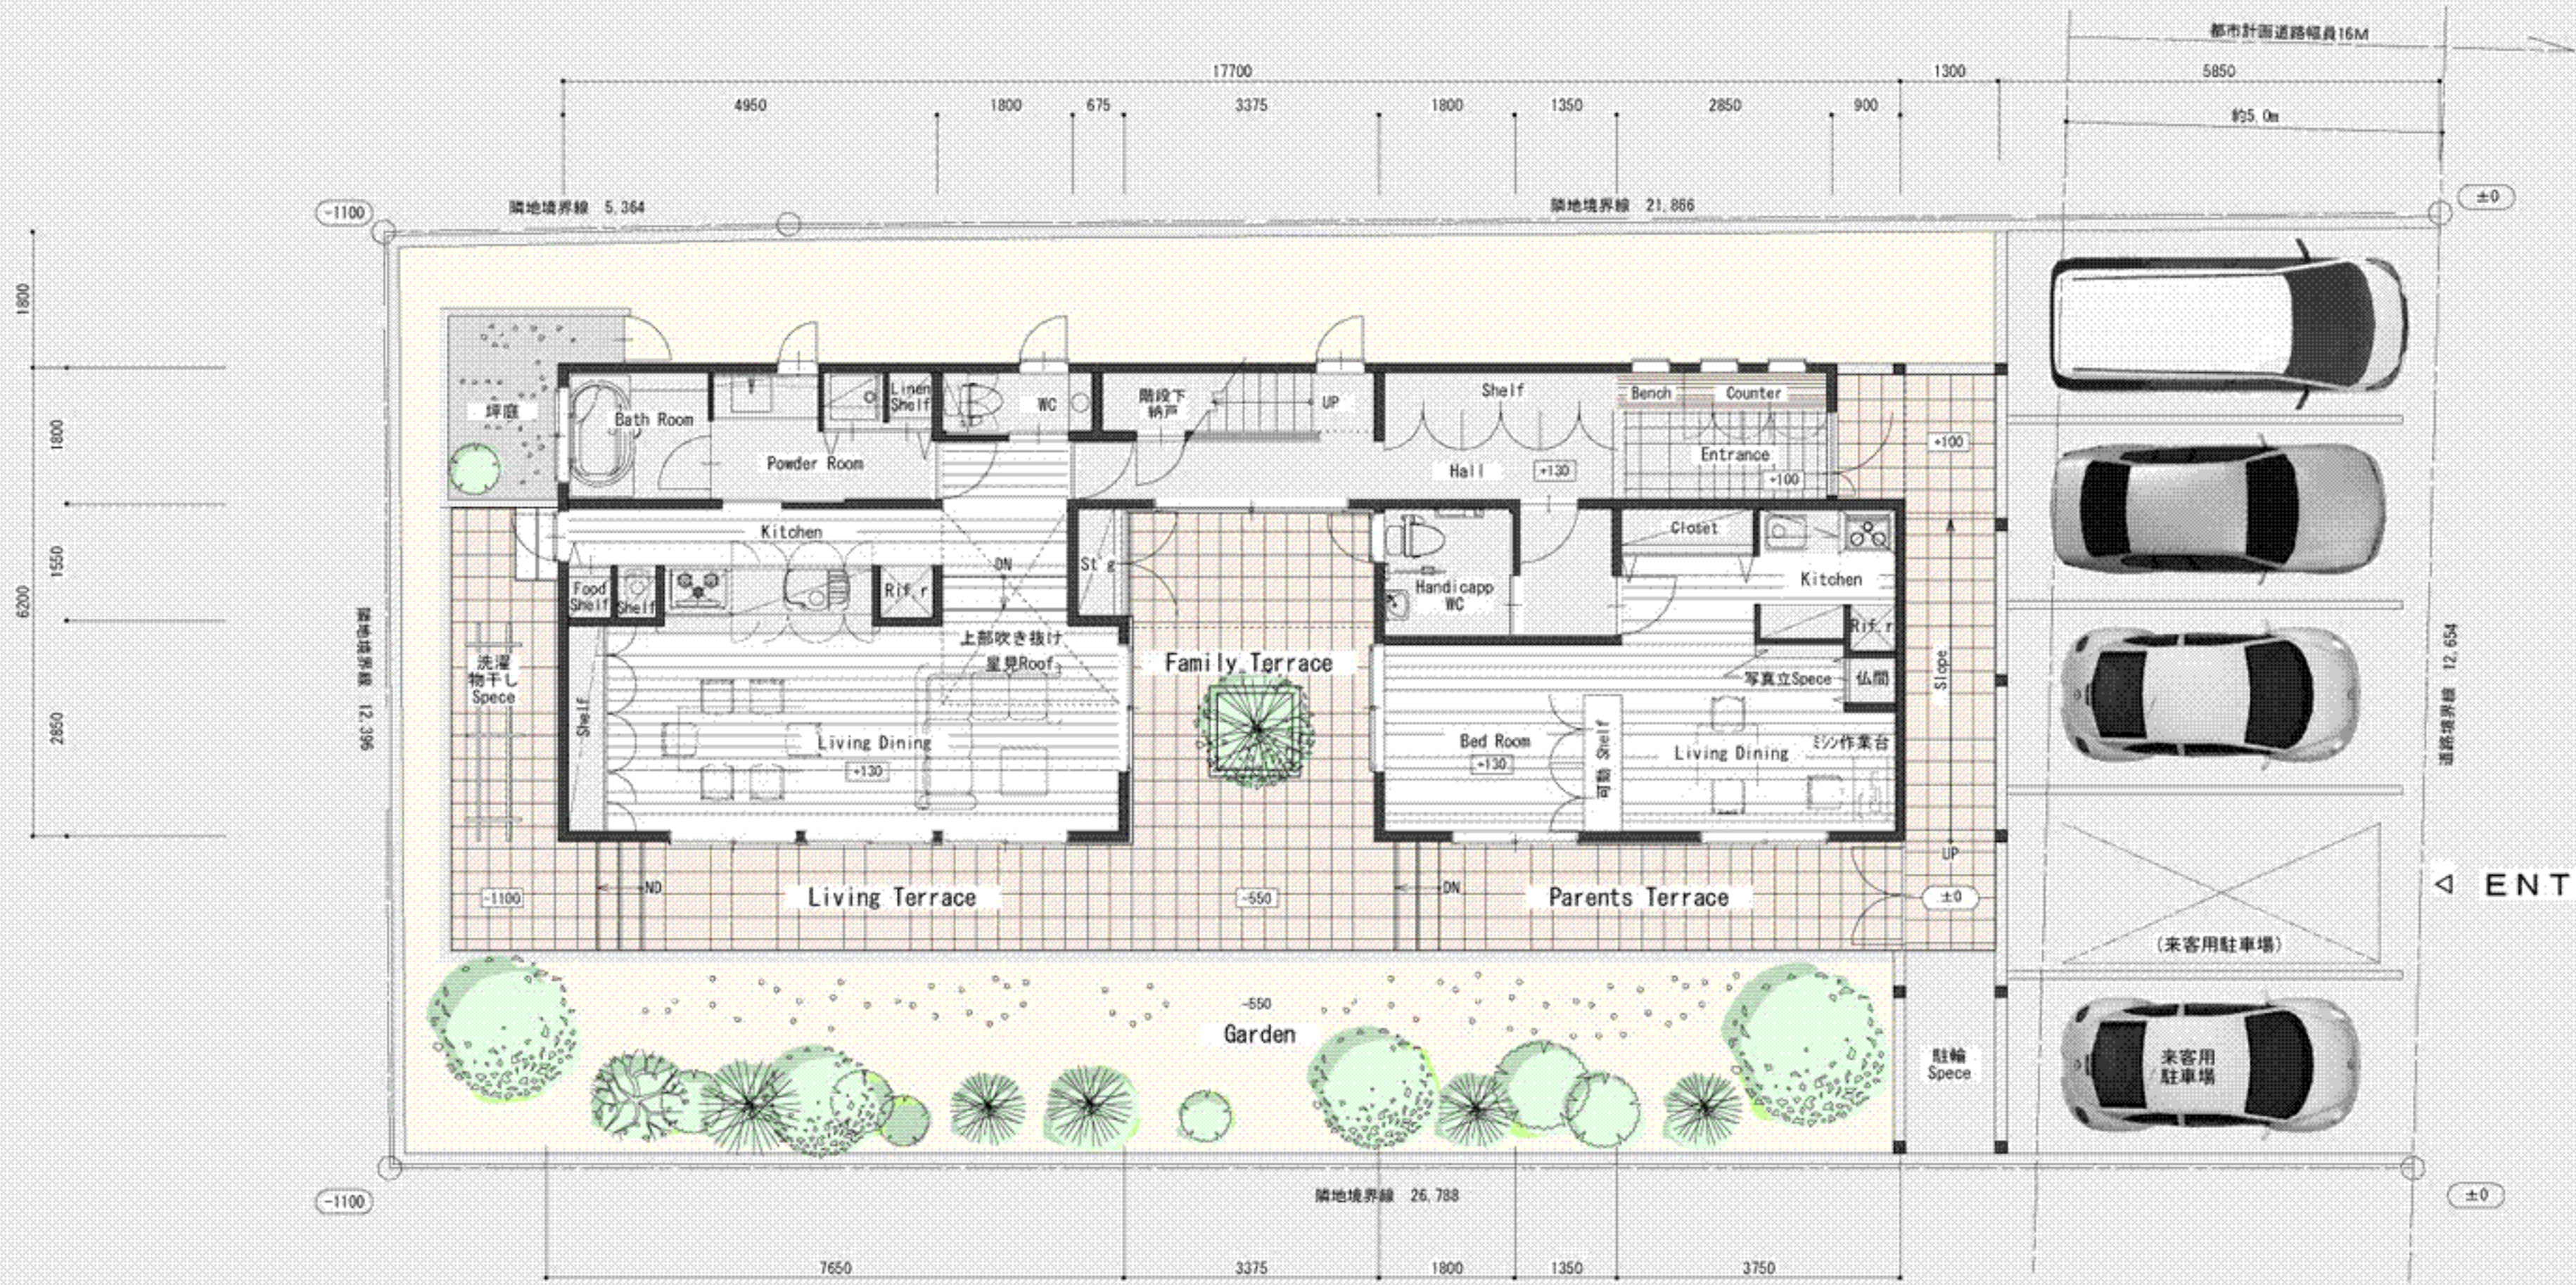 都市計画道路幅員16M
17700
1300
5850
4950
1800
675
3375
1800
1350
2850
900
約5.0m
-1100
隣地境界線 5,364
隣地境界線 21,866
±0
1800
1800
1550
6200
2850
坪庭
Bath Room
Linen
Shelf
WC
階段下
納戸
UP
Shelf
Bench
Counter
Powder Room
Hall
+130
Entrance
+100
+100
Kitchen
DN
St g
Closet
Food
Shelf
Shelf
Rif.r
Handicapp
WC
Kitchen
Rif.r
上部吹き抜け
星見Roof
洗濯
物干し
Spece
Family Terrace
写真立Spece
仏間
Slope
隣地境界線 12,396
道路境界線 12,654
Shelf
Living Dining
+130
Bed Room
+130
可動 Shelf
Living Dining
ﾐｼﾝ作業台
UP
-1100
ND
Living Terrace
-550
DN
Parents Terrace
±0
ENT
(来客用駐車場)
-550
Garden
駐輪
Spece
来客用
駐車場
-1100
隣地境界線 26,788
±0
7650
3375
1800
1350
3750